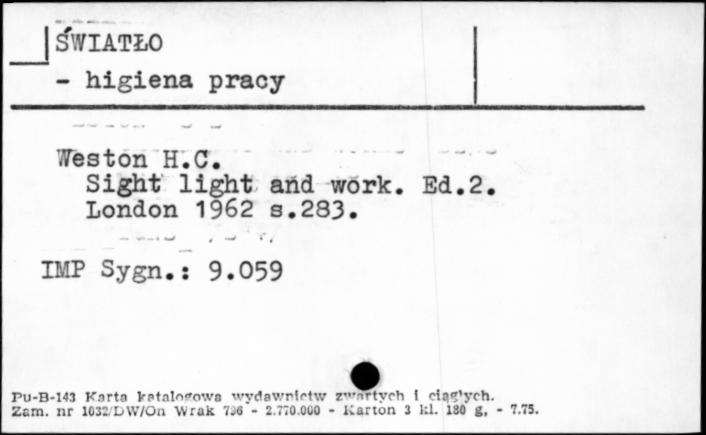 ŚWIATŁO
- higiena pracy
Weston H.C.
Sight light and work. Ed.2.
London 1962 s.283.
IMP Sygn.: 9.059
Pu-B-143 Karta katalogowa wydawnictw zwartych i ciągłych.
Zam. nr 1032/DW/On Wrak 796 - 2.770.000 - Karton 3 kl. 180 g, - 7.75.